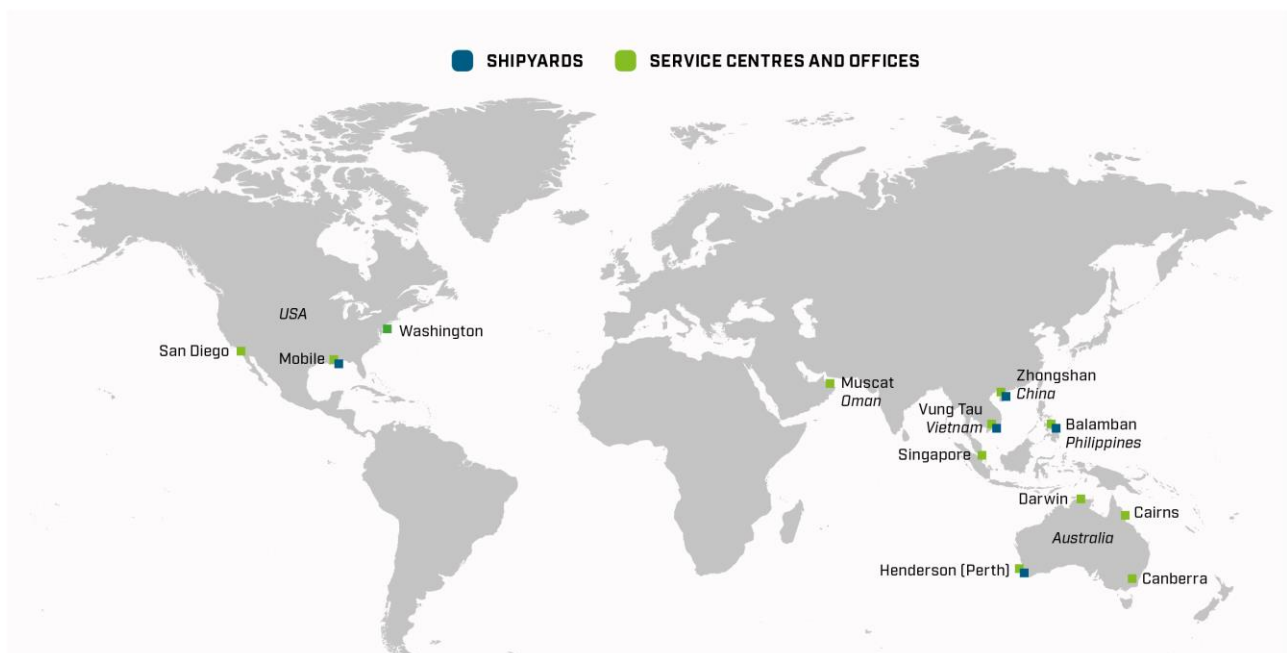 SHIPYARDS
SERVICE CENTRES AND OFFICES
USA
Washington
San Diego
Mobile
Muscat
Oman
Zhongshan
China
Vung Tau
Vietnam
Balamban
Philippines
Singapore
Darwin
Cairns
Australia
Henderson (Perth)
Canberra